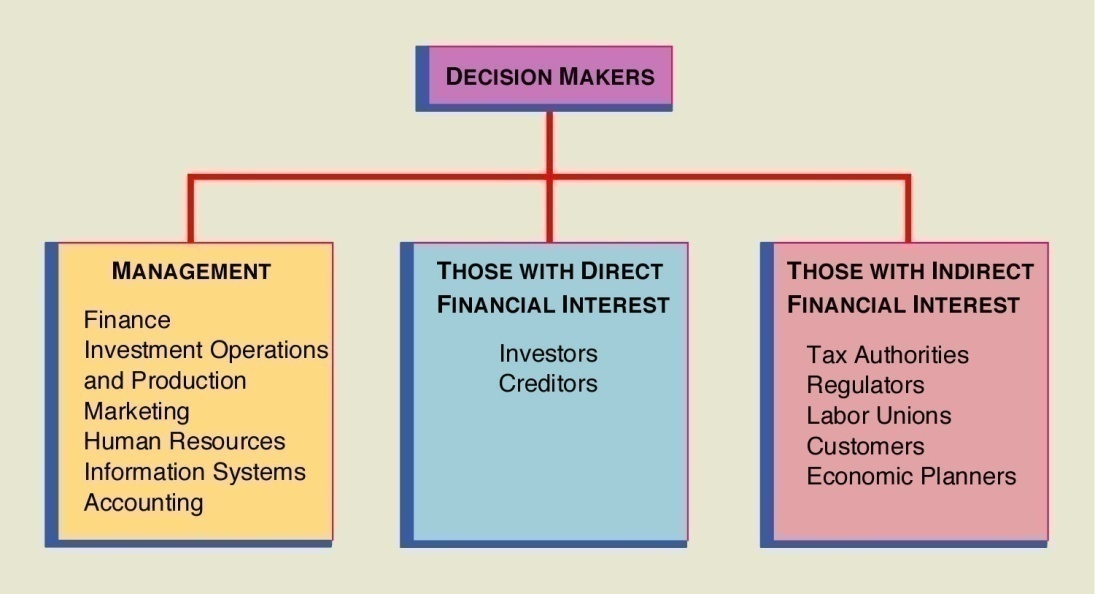 DECISION MAKERS
MANAGEMENT
Finance
Investment Operations
and Production
Marketing
Human Resources
Information Systems
Accounting
THOSE WITH DIRECT
FINANCIAL INTEREST
Investors
Creditors
THOSE WITH INDIRECT
FINANCIAL INTEREST
Tax Authorities
Regulators
Labor Unions
Customers
Economic Planners